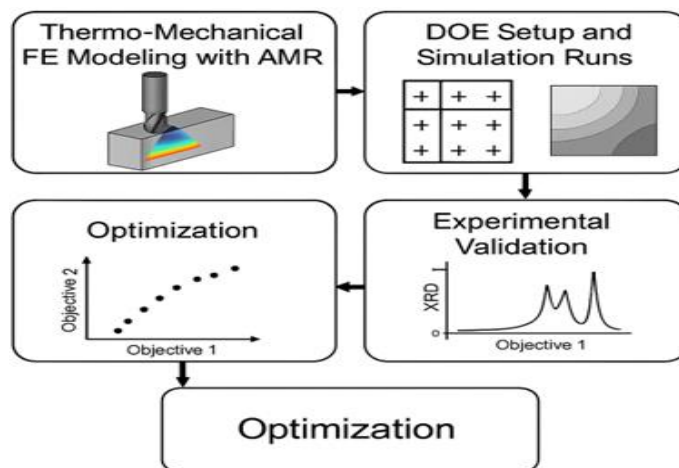 Thermo-Mechanical
FE Modeling with AMR
DOE Setup and
Simulation Runs
Experimental
Validation
XRD
1
0
Objective 1
Optimization
Objective 2
Objective 1
Optimization